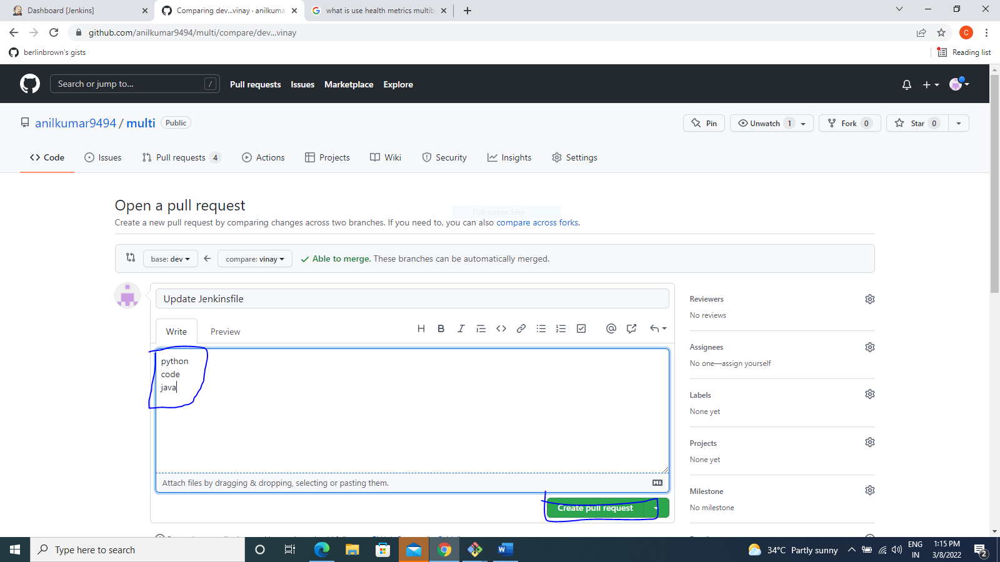 Dashboard [Jenkins]
Comparing dev...vinay · anilkuma
what is use health metrics multib
github.com/anilkumar9494/multi/compare/dev...vinay
C
berlinbrown's gists
Reading list
Search or jump to...
/
Pull requests
Issues
Marketplace
Explore
anilkumar9494 / multi
Public
Pin
Unwatch 1
Fork 0
Star 0
Code
Issues
Pull requests 4
Actions
Projects
Wiki
Security
Insights
Settings
Open a pull request
Full-screen Snip
Create a new pull request by comparing changes across two branches. If you need to, you can also compare across forks.
base: dev
compare: vinay
Able to merge. These branches can be automatically merged.
Update Jenkinsfile
Write
Preview
H B I
python
code
java
Attach files by dragging & dropping, selecting or pasting them.
Create pull request
Reviewers
No reviews
Assignees
No one—assign yourself
Labels
None yet
Projects
None yet
Milestone
No milestone
Type here to search
34°C Partly sunny
ENG
IN
1:15 PM
3/8/2022
2